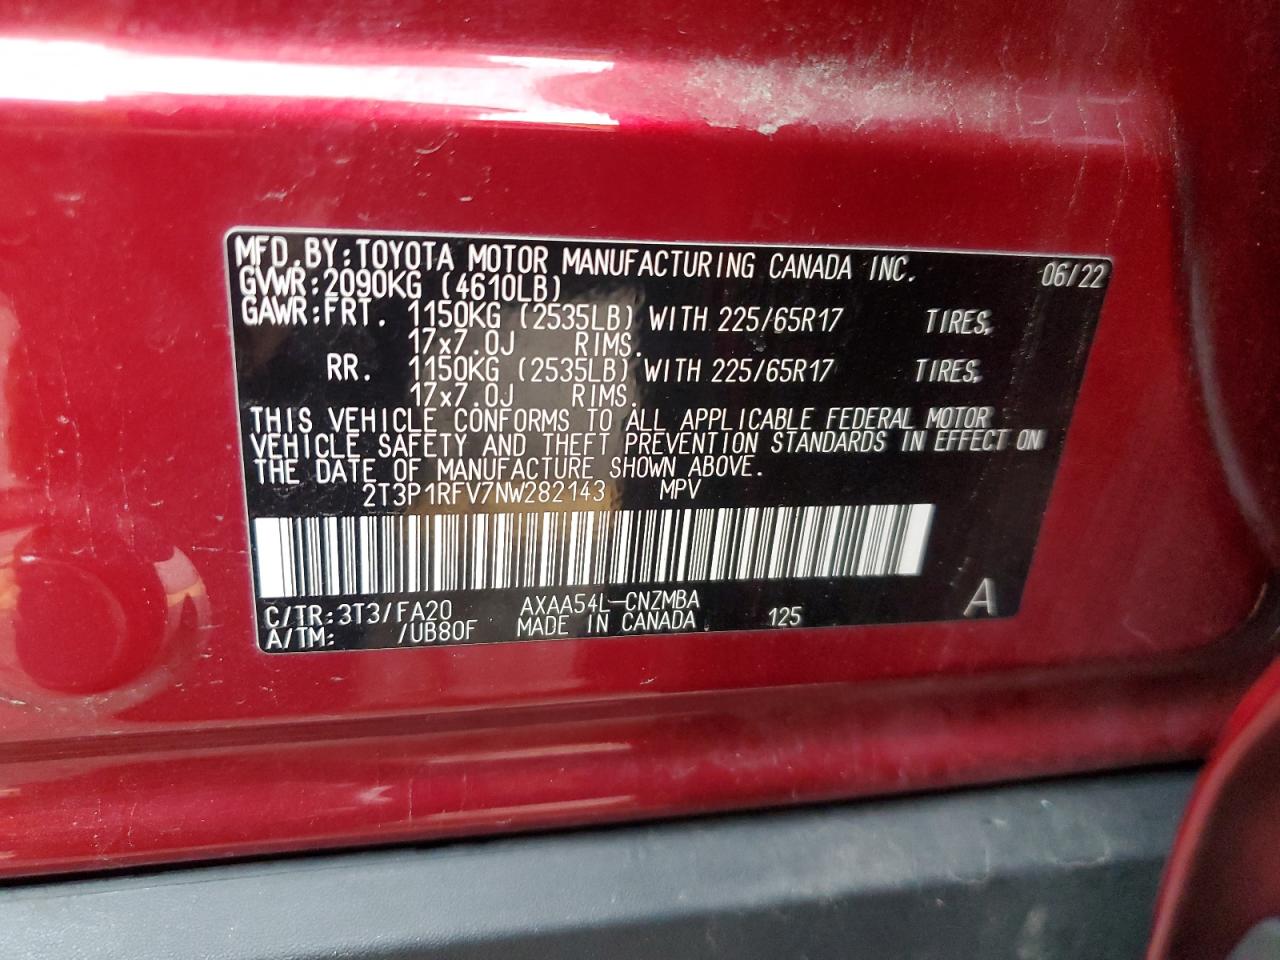 MFD.BY:TOYOTA MOTOR MANUFACTURING CANADA INC. 06/22
GVWR:2090KG (4610LB)
GAWR:FRT. 1150KG (2535LB) WITH 225/65R17 TIRES,
17x7.0J RIMS.
RR. 1150KG (2535LB) WITH 225/65R17 TIRES,
17x7.0J RIMS.
THIS VEHICLE CONFORMS TO ALL APPLICABLE FEDERAL MOTOR
VEHICLE SAFETY AND THEFT PREVENTION STANDARDS IN EFFECT ON
THE DATE OF MANUFACTURE SHOWN ABOVE.
2T3P1RFV7NW282143 MPV
C/TR:3T3/FA20 AXAA54L-CNZMBA 125 A
A/TM: /UB80F MADE IN CANADA